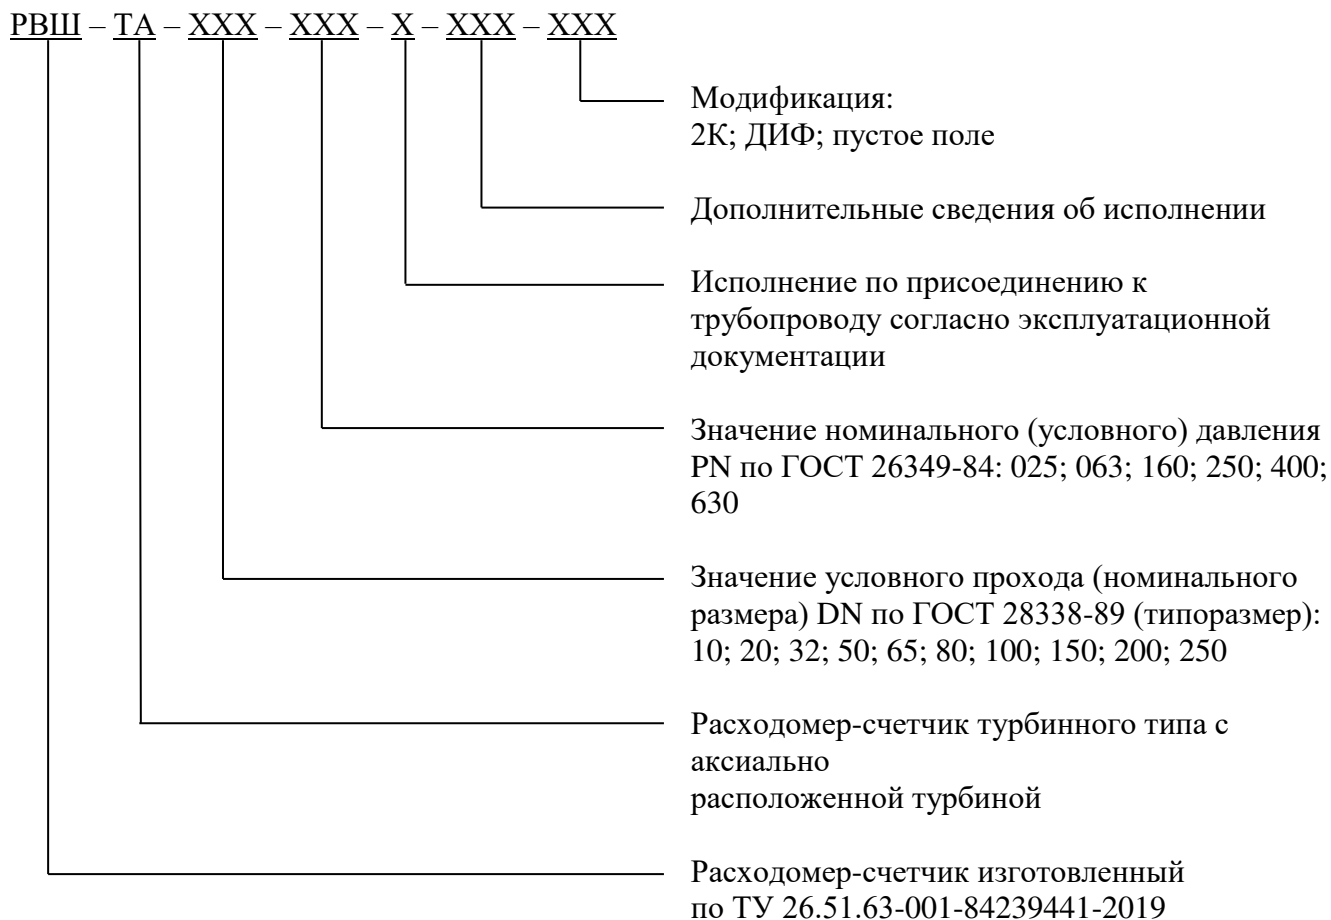 РВШ – ТА – ХХХ – ХХХ – Х – ХХХ – ХХХ
Модификация:
2К; ДИФ; пустое поле
Дополнительные сведения об исполнении
Исполнение по присоединению к
трубопроводу согласно эксплуатационной
документации
Значение номинального (условного) давления
PN по ГОСТ 26349-84: 025; 063; 160; 250; 400;
630
Значение условного прохода (номинального
размера) DN по ГОСТ 28338-89 (типоразмер):
10; 20; 32; 50; 65; 80; 100; 150; 200; 250
Расходомер-счетчик турбинного типа с
аксиально
расположенной турбиной
Расходомер-счетчик изготовленный
по ТУ 26.51.63-001-84239441-2019